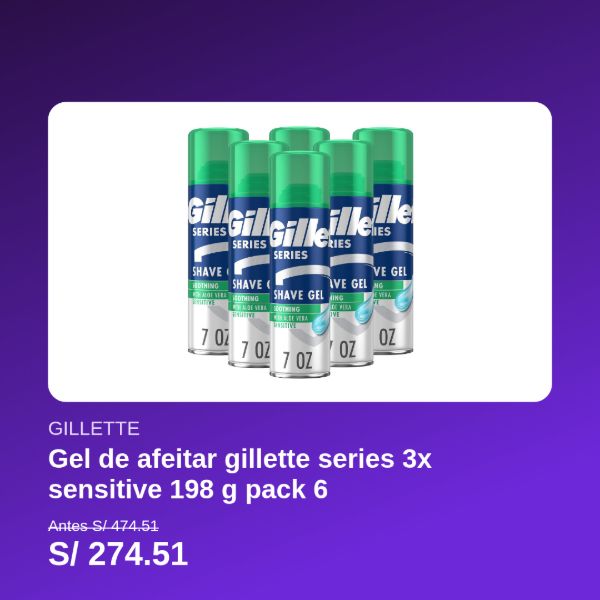 Gille
SERIES
SHAVE GEL
SOOTHING
WITH ALOE VERA
SENSITIVE
7 OZ
GILLETTE
Gel de afeitar gillette series 3x
sensitive 198 g pack 6
Antes S/ 474.51
S/ 274.51